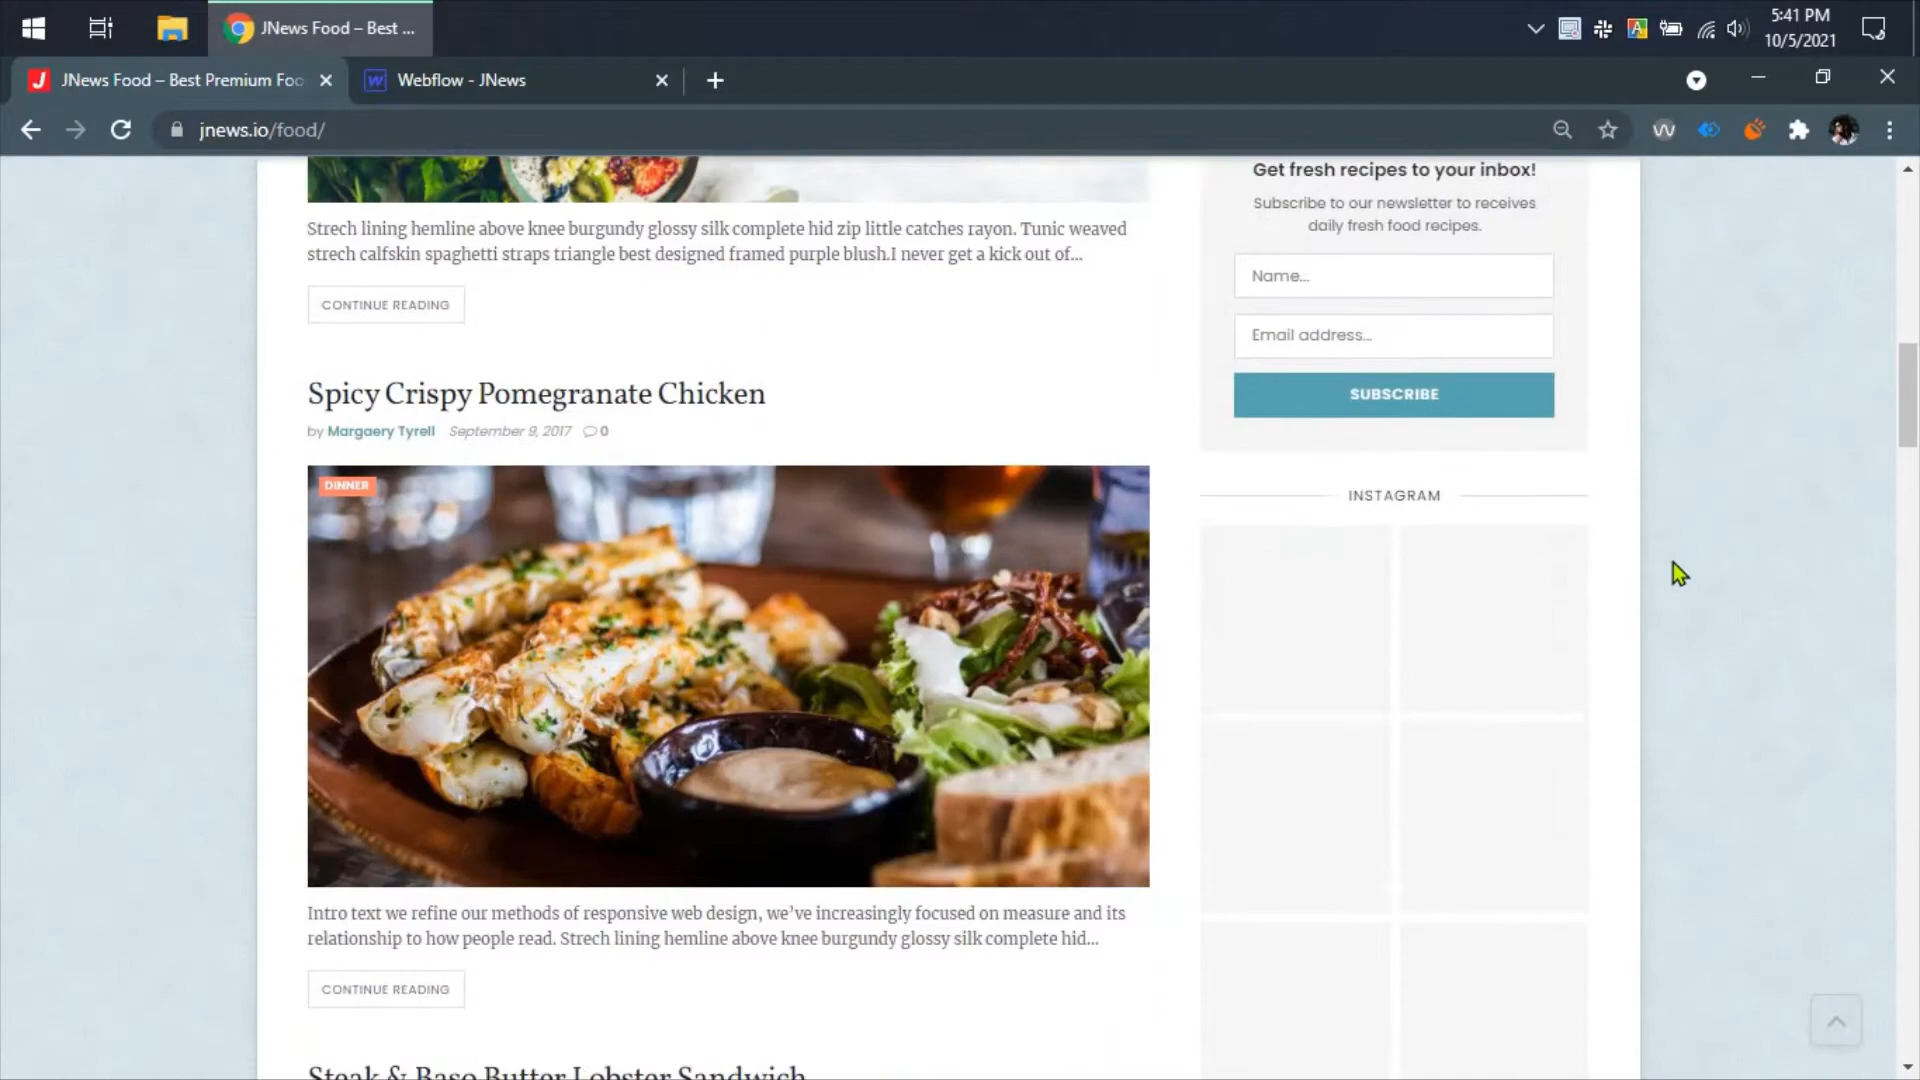 JNews Food – Best ...
5:41 PM
10/5/2021
JNews Food – Best Premium Foo
Webflow - JNews
jnews.io/food/
Strech lining hemline above knee burgundy glossy silk complete hid zip little catches rayon. Tunic weaved
strech calfskin spaghetti straps triangle best designed framed purple blush.I never get a kick out of...
CONTINUE READING
Spicy Crispy Pomegranate Chicken
by Margaery Tyrell September 9, 2017 0
DINNER
Intro text we refine our methods of responsive web design, we've increasingly focused on measure and its
relationship to how people read. Strech lining hemline above knee burgundy glossy silk complete hid...
CONTINUE READING
Steak & Baso Butter Lobster Sandwich
Get fresh recipes to your inbox!
Subscribe to our newsletter to receives
daily fresh food recipes.
Name...
Email address...
SUBSCRIBE
INSTAGRAM